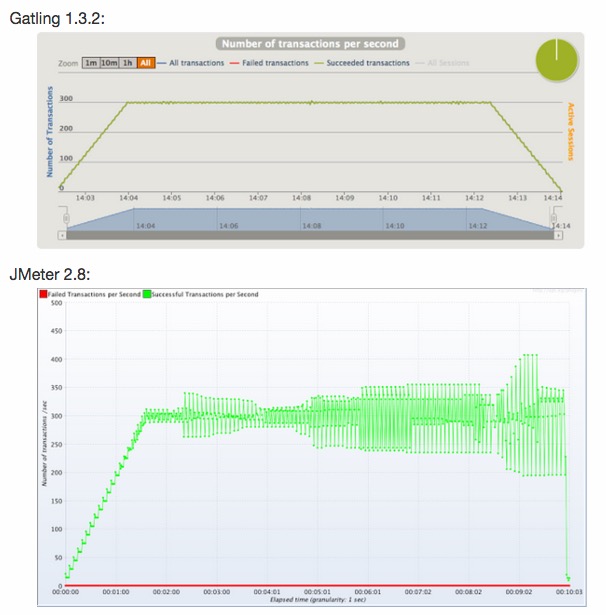 Gatling 1.3.2:
Number of transactions per second
Zoom 1m 10m 1h All All transactions Failed transactions Succeeded transactions All Sessions
Number of Transactions
300
200
100
0
Active Sessions
14:03 14:04 14:05 14:06 14:07 14:08 14:09 14:10 14:11 14:12 14:13 14:14
14:04 14:06 14:08 14:10 14:12 14:14
JMeter 2.8:
Failed Transactions per Second Successful Transactions per Second
Number of transactions /sec
500
450
400
350
300
250
200
150
100
50
0
00:00:00 00:01:00 00:02:00 00:03:00 00:04:01 00:05:01 00:06:01 00:07:02 00:08:02 00:09:02 00:10:03
Elapsed time (granularity: 1 sec)